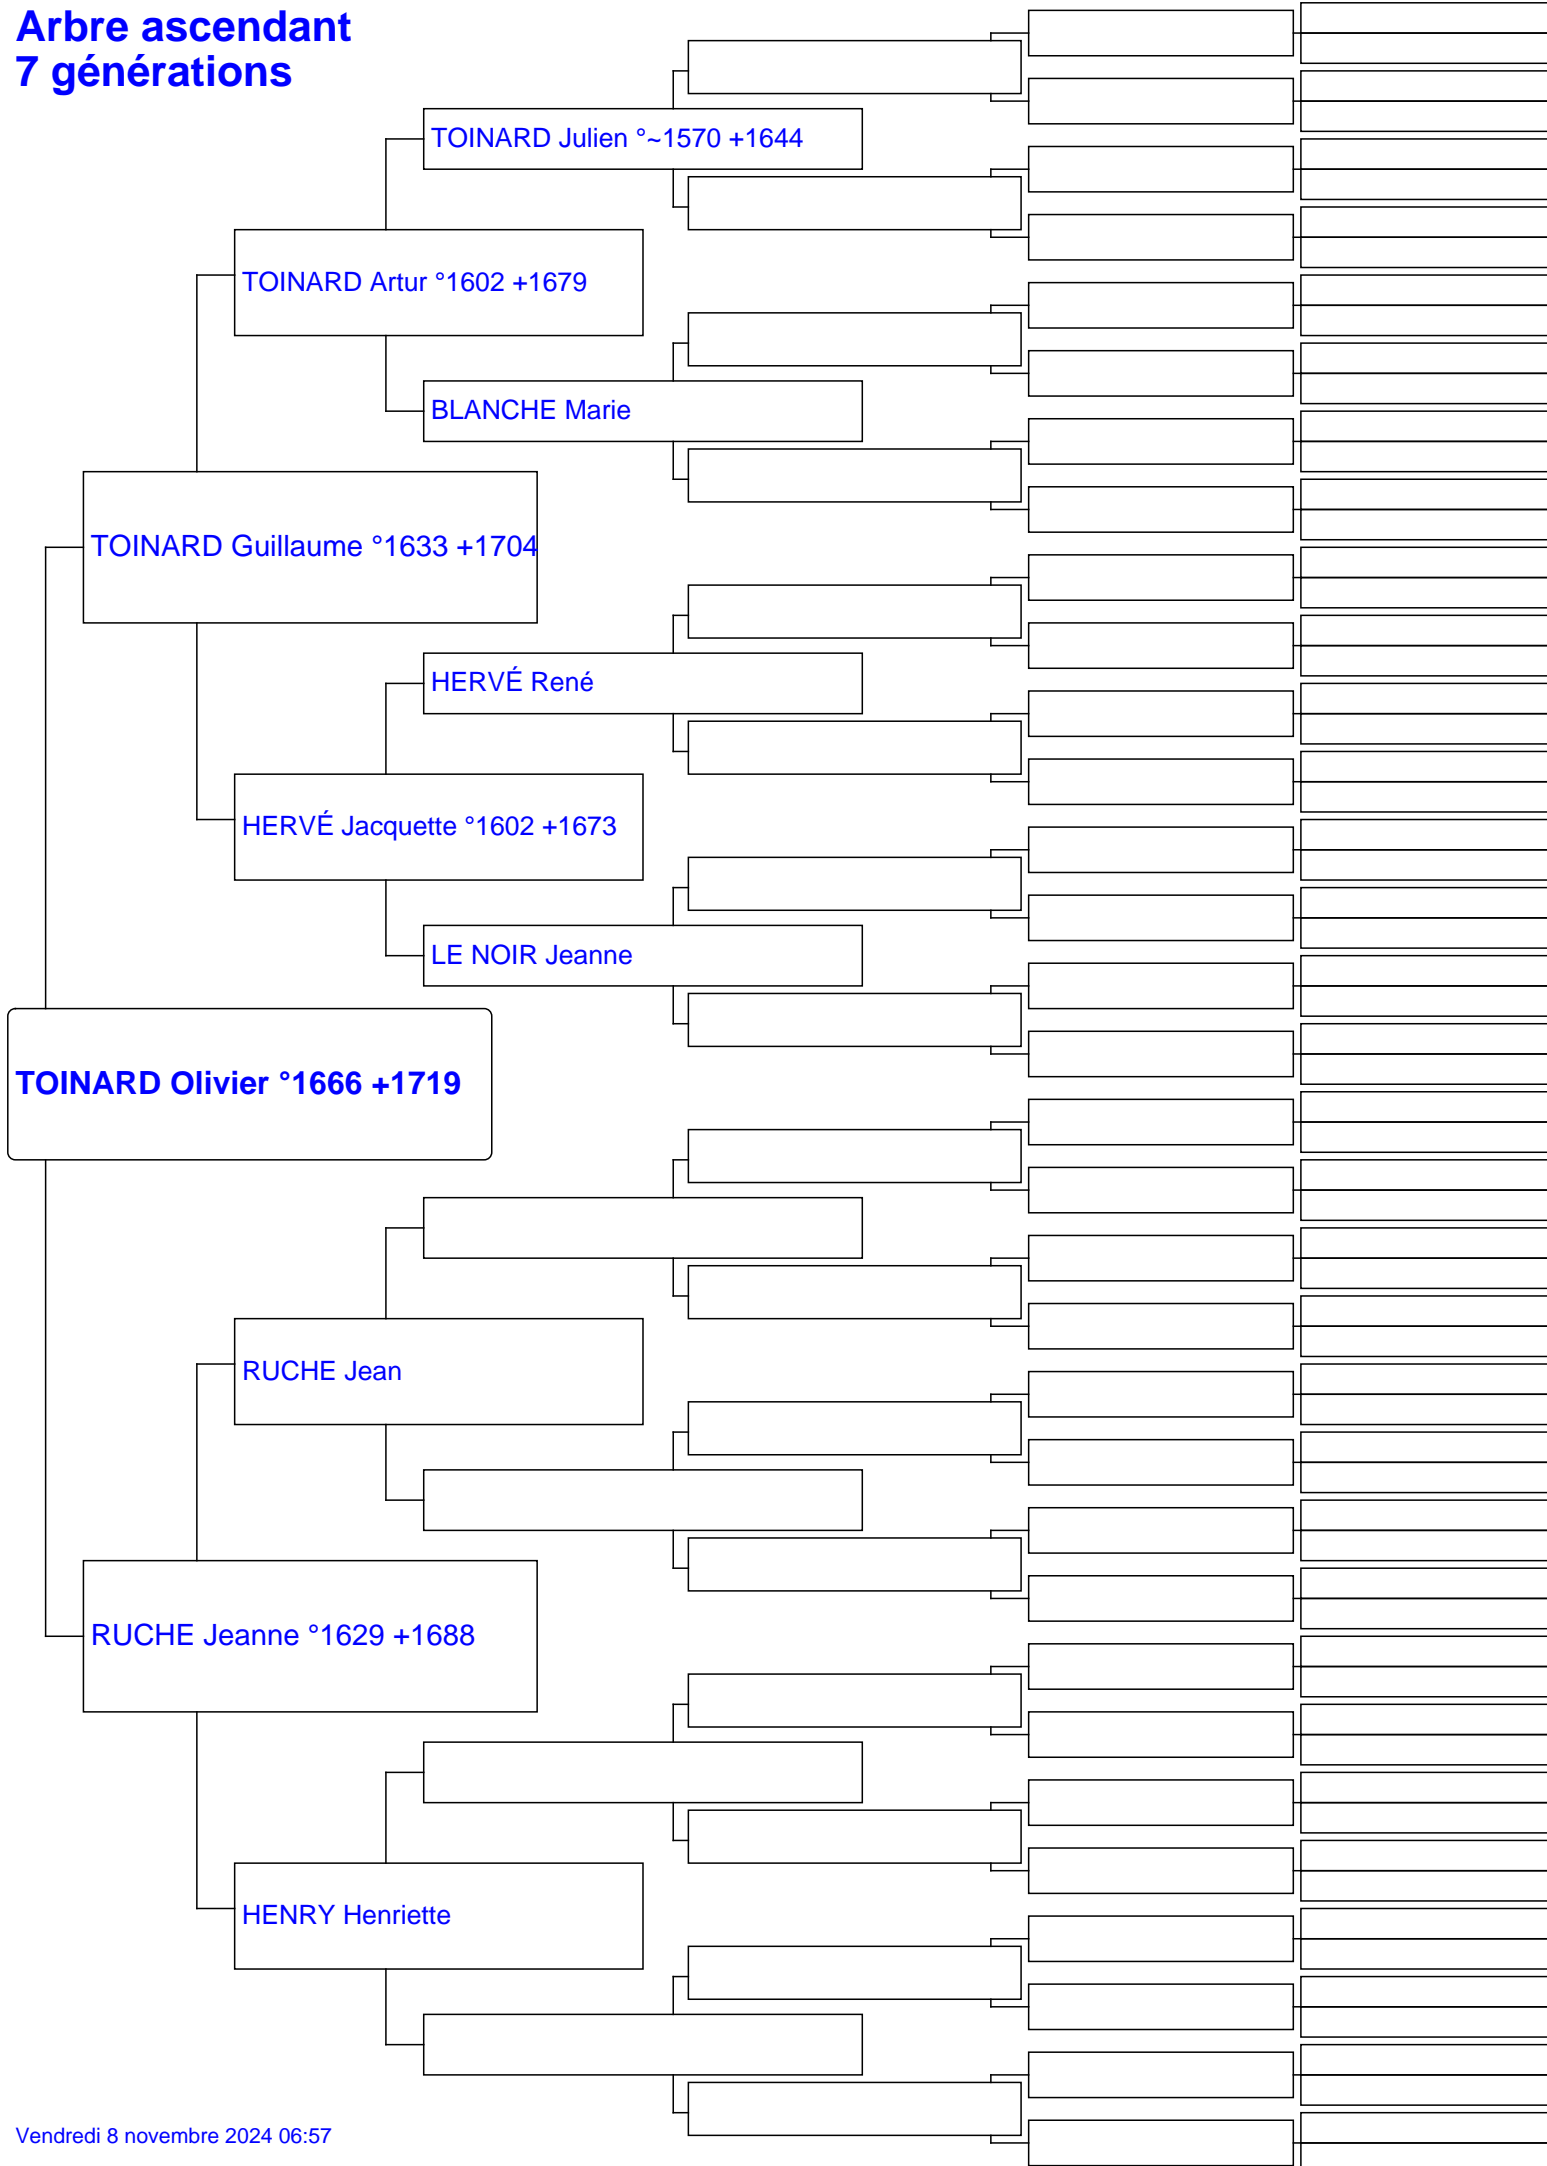 Arbre ascendant
7 générations
TOINARD Julien °~1570 +1644
TOINARD Artur °1602 +1679
BLANCHE Marie
TOINARD Guillaume °1633 +1704
HERVÉ René
HERVÉ Jacquette °1602 +1673
LE NOIR Jeanne
TOINARD Olivier °1666 +1719
RUCHE Jean
RUCHE Jeanne °1629 +1688
HENRY Henriette
Vendredi 8 novembre 2024 06:57